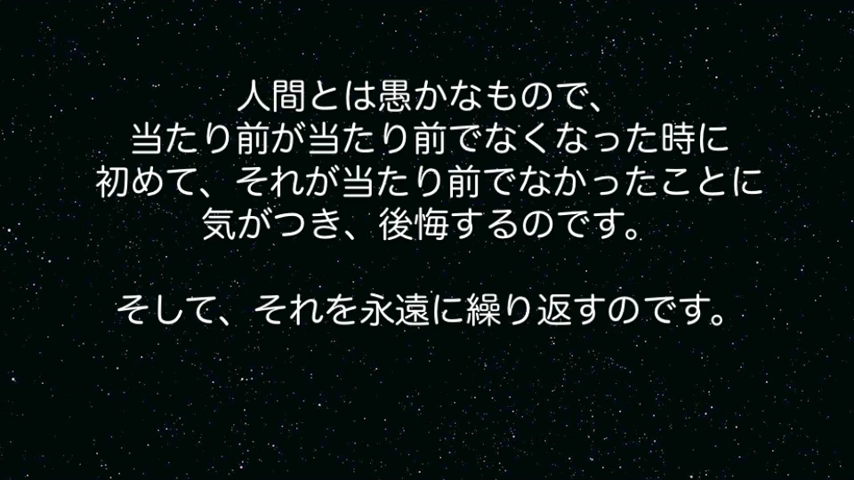 人間とは愚かなもので、
当たり前が当たり前でなくなった時に
初めて、それが当たり前でなかったことに
気がつき、後悔するのです。
そして、それを永遠に繰り返すのです。